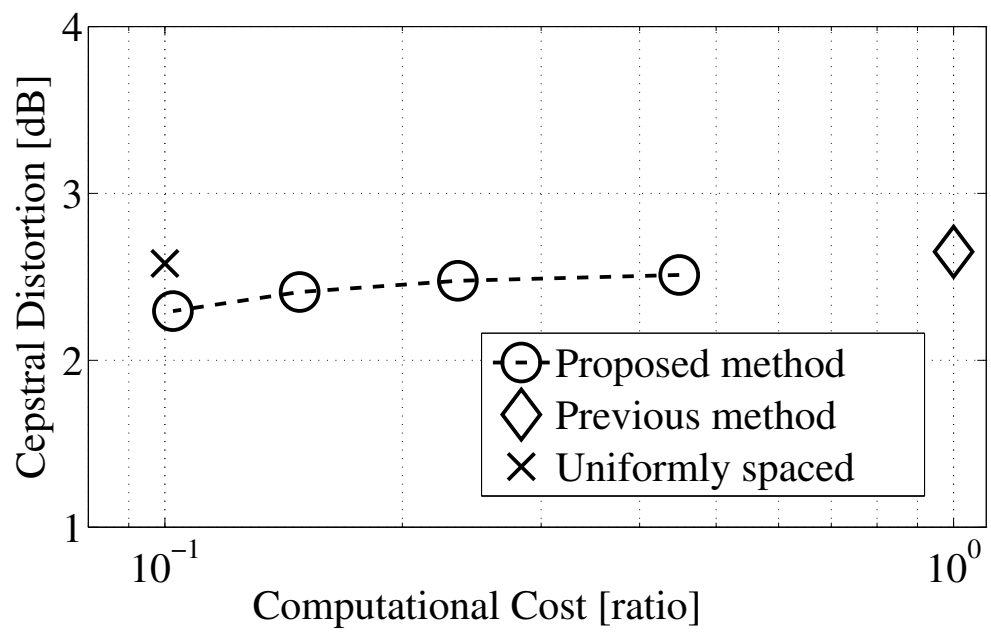 4
3
2
1
Cepstral Distortion [dB]
Proposed method
Previous method
Uniformly spaced
10⁻¹
10⁰
Computational Cost [ratio]